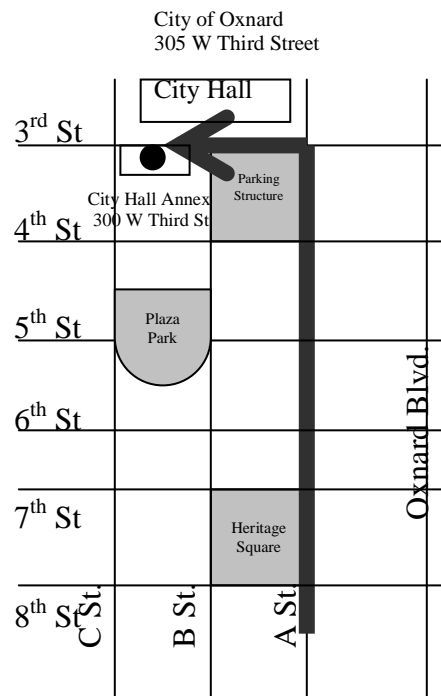 City of Oxnard
305 W Third Street
City Hall
3rd St
Parking
Structure
City Hall Annex
300 W Third St
4th St
Plaza
Park
5th St
Oxnard Blvd.
6th St
7th St
Heritage
Square
8th St
C St.
B St.
A St.